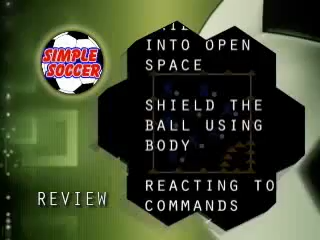 SIMPLE
SOCCER
INTO OPEN
SPACE
SHIELD THE
BALL USING
BODY
REACTING TO
COMMANDS
REVIEW